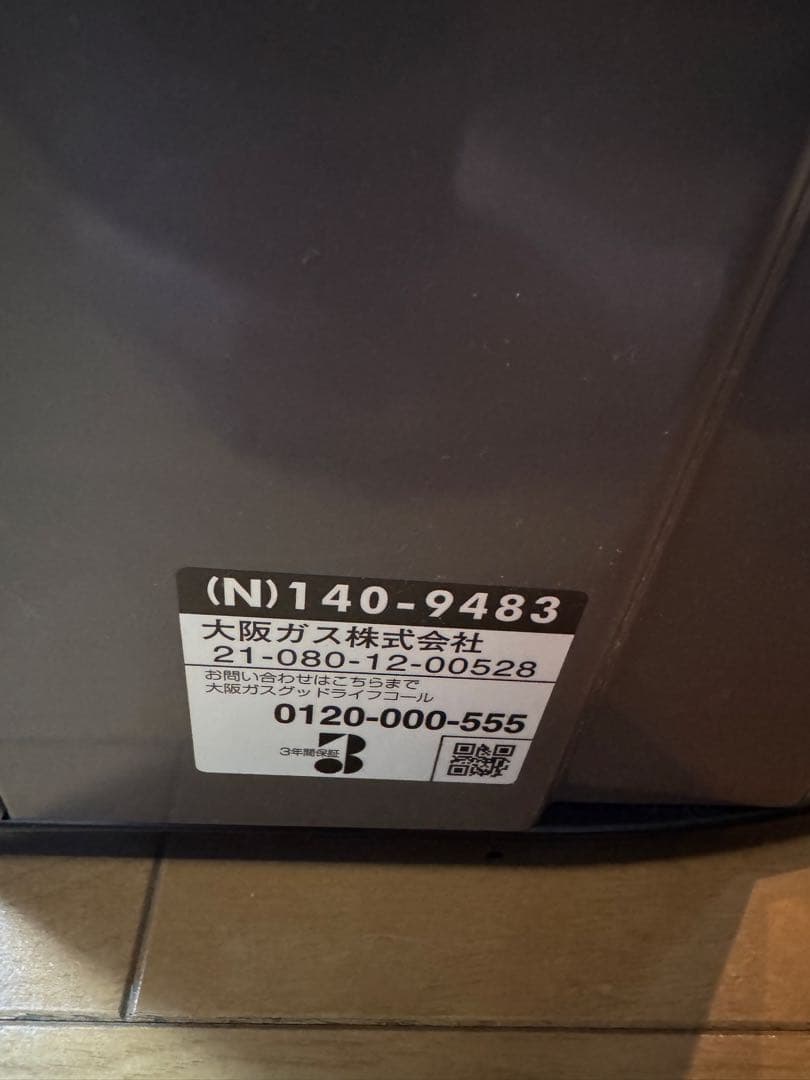 (N)140-9483
大阪ガス株式会社
21-080-12-00528
お問い合わせはこちらまで
大阪ガスグッドライフコール
0120-000-555
3年間保証